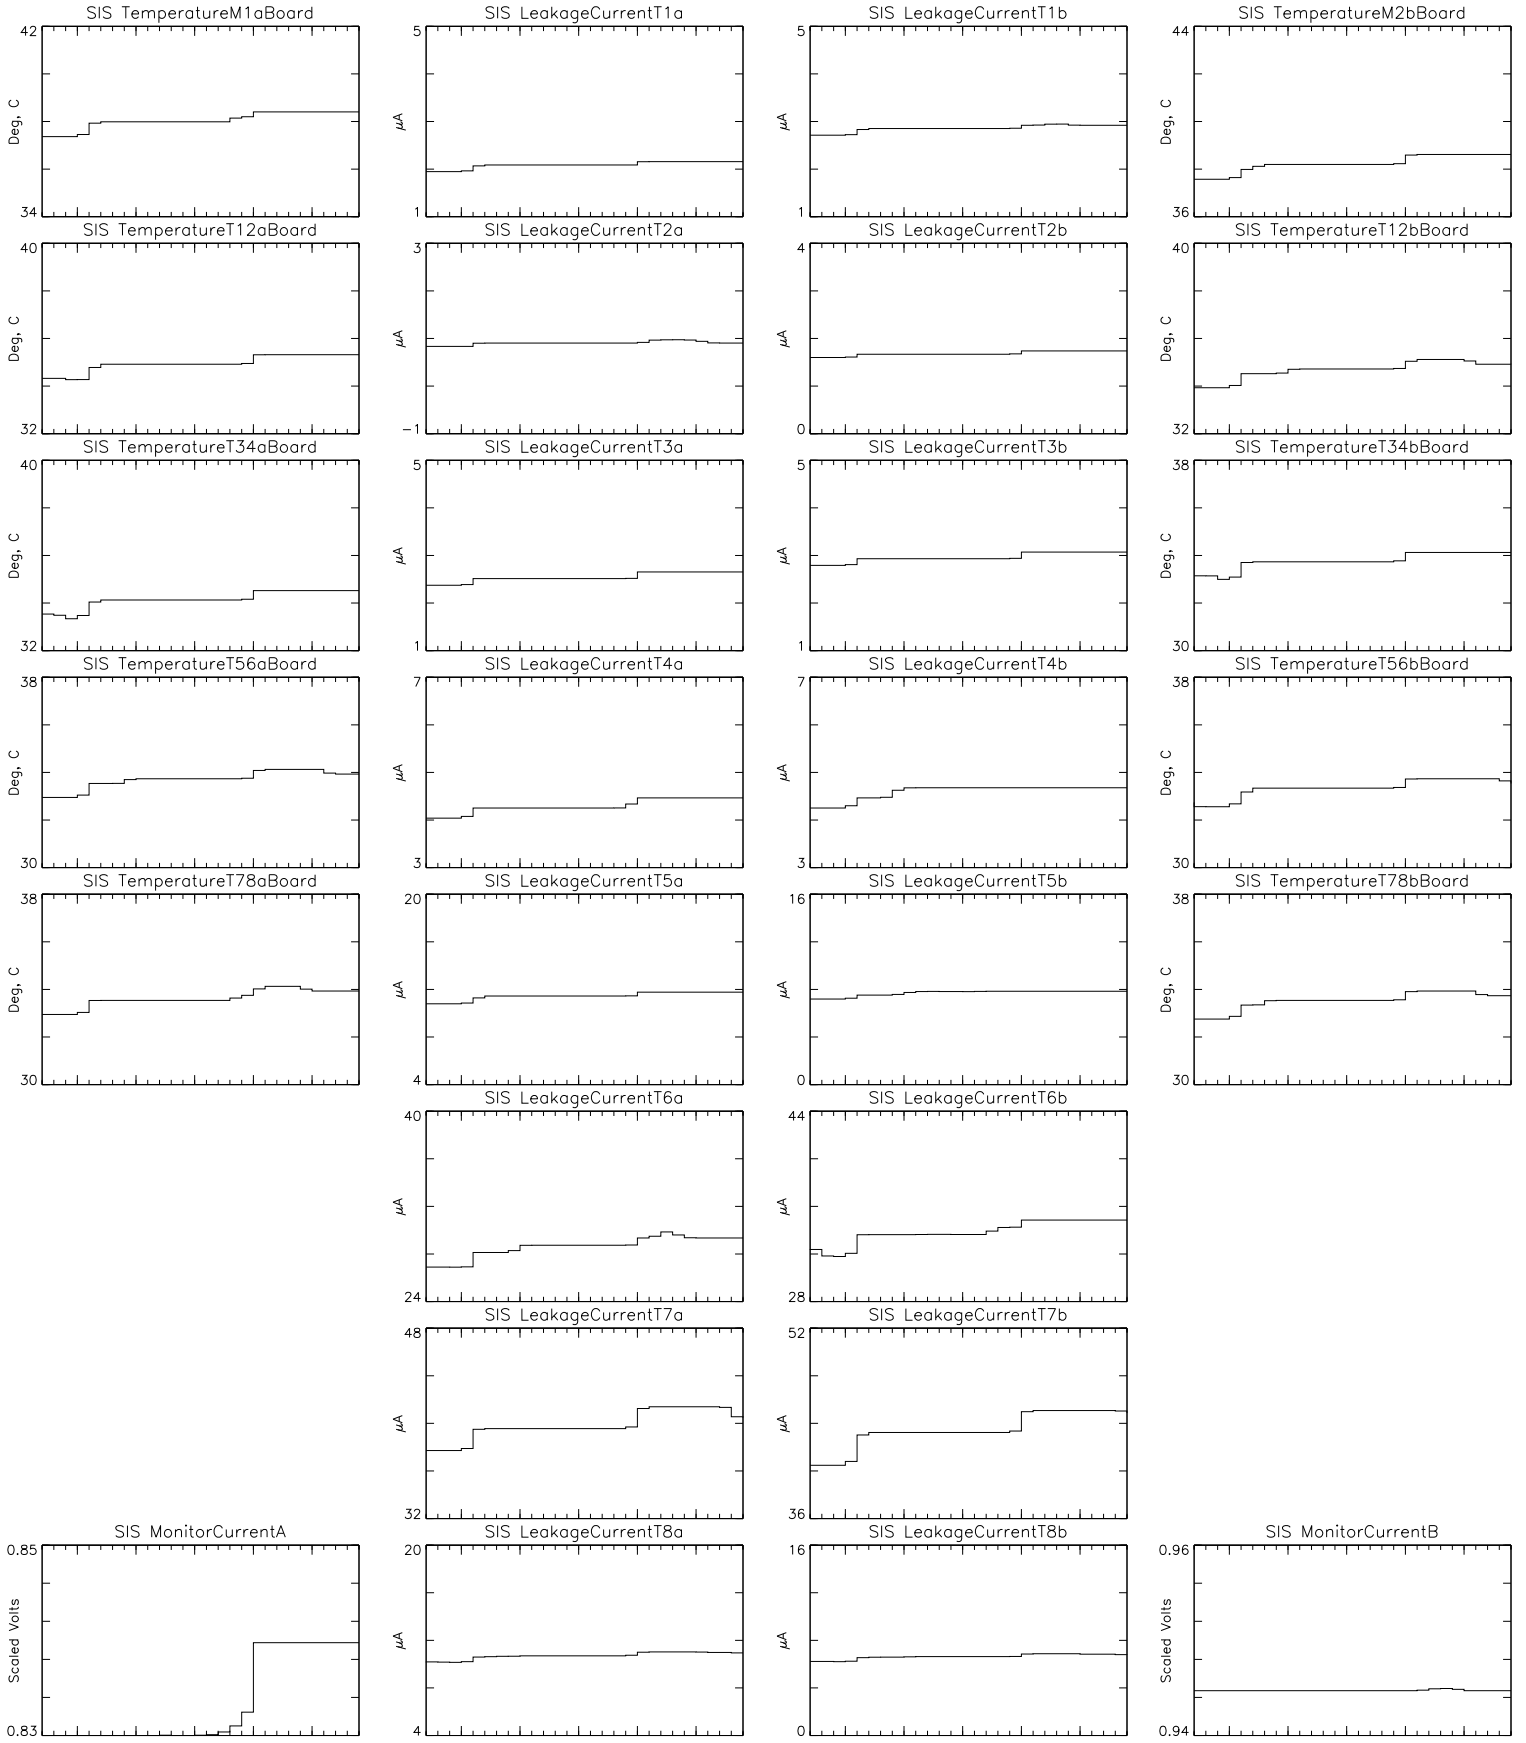 SIS TemperatureM1aBoard
42
Deg, C
34
SIS LeakageCurrentT1a
5
μA
1
SIS LeakageCurrentT1b
5
μA
1
SIS TemperatureM2bBoard
44
Deg, C
36
SIS TemperatureT12aBoard
40
Deg, C
32
SIS LeakageCurrentT2a
3
μA
-1
SIS LeakageCurrentT2b
4
μA
0
SIS TemperatureT12bBoard
40
Deg, C
32
SIS TemperatureT34aBoard
40
Deg, C
32
SIS LeakageCurrentT3a
5
μA
1
SIS LeakageCurrentT3b
5
μA
1
SIS TemperatureT34bBoard
38
Deg, C
30
SIS TemperatureT56aBoard
38
Deg, C
30
SIS LeakageCurrentT4a
7
μA
3
SIS LeakageCurrentT4b
7
μA
3
SIS TemperatureT56bBoard
38
Deg, C
30
SIS TemperatureT78aBoard
38
Deg, C
30
SIS LeakageCurrentT5a
20
μA
4
SIS LeakageCurrentT5b
16
μA
0
SIS TemperatureT78bBoard
38
Deg, C
30
SIS LeakageCurrentT6a
40
μA
24
SIS LeakageCurrentT6b
44
μA
28
SIS LeakageCurrentT7a
48
μA
32
SIS LeakageCurrentT7b
52
μA
36
SIS MonitorCurrentA
0.85
Scaled Volts
0.83
SIS LeakageCurrentT8a
20
μA
4
SIS LeakageCurrentT8b
16
μA
0
SIS MonitorCurrentB
0.96
Scaled Volts
0.94